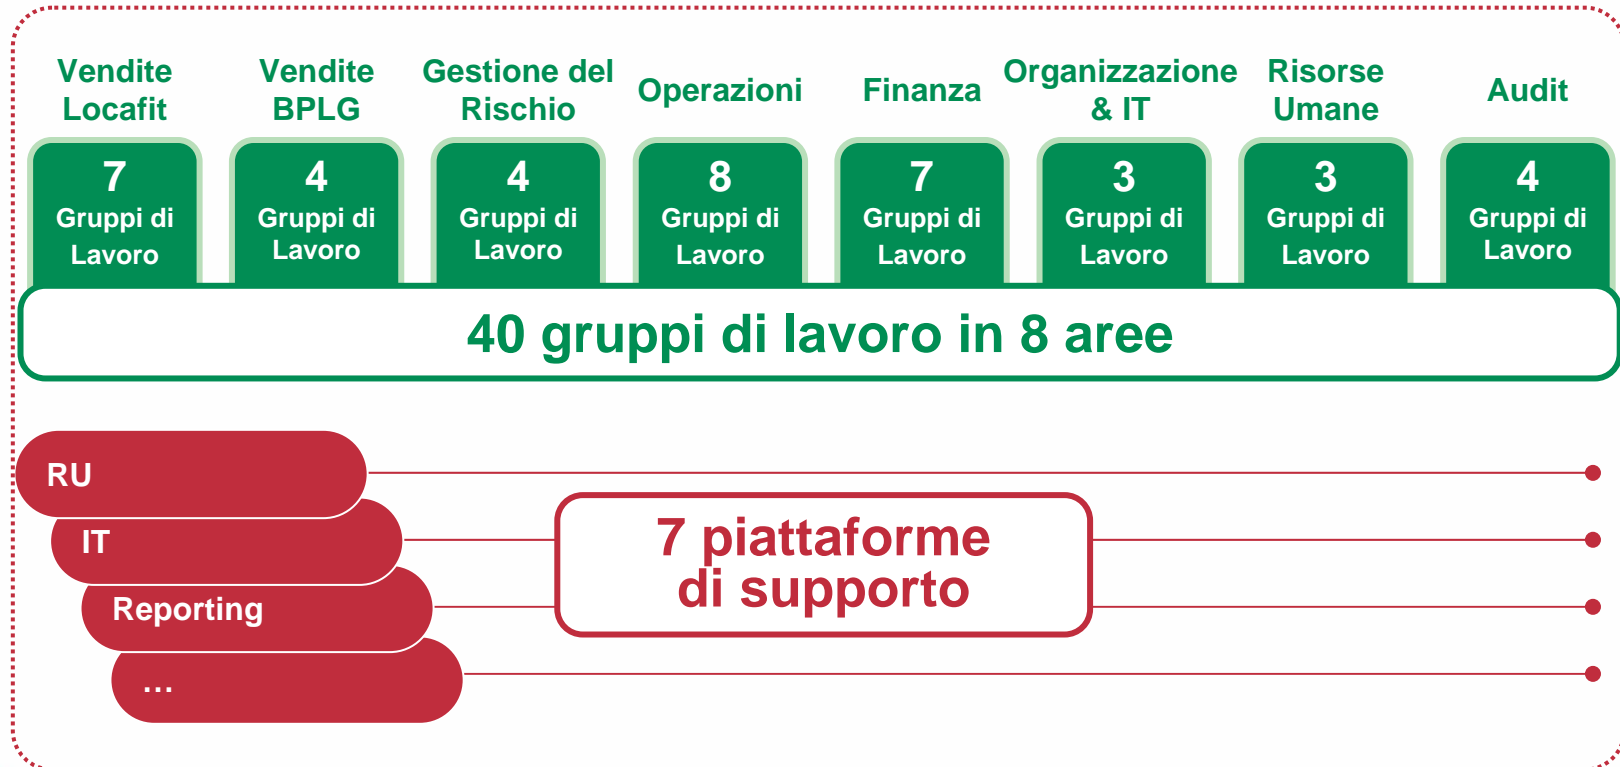 Vendite
Locafit
Vendite
BPLG
Gestione del
Rischio
Operazioni
Finanza
Organizzazione
& IT
Risorse
Umane
Audit
7
Gruppi di
Lavoro
4
Gruppi di
Lavoro
4
Gruppi di
Lavoro
8
Gruppi di
Lavoro
7
Gruppi di
Lavoro
3
Gruppi di
Lavoro
3
Gruppi di
Lavoro
4
Gruppi di
Lavoro
40 gruppi di lavoro in 8 aree
RU
IT
Reporting
…
7 piattaforme
di supporto